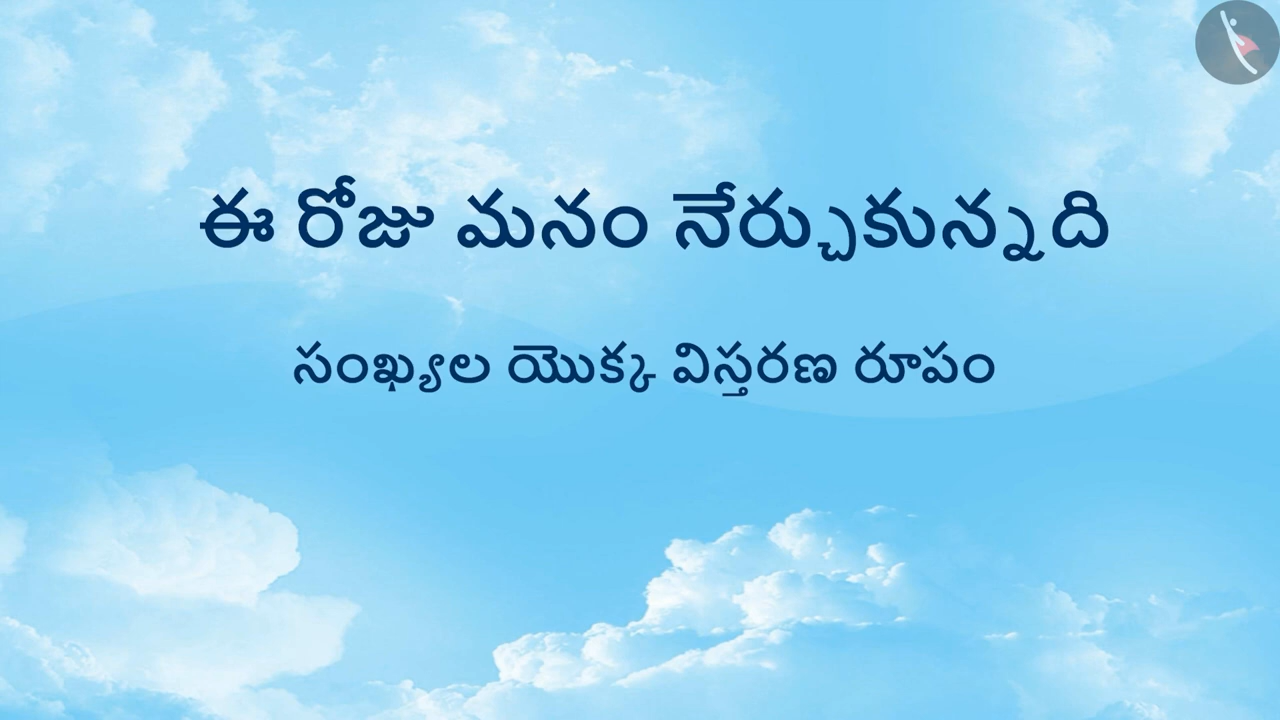 ఈ రోజు మనం నేర్చుకున్నది
సంఖ్యల యొక్క విస్తరణ రూపం